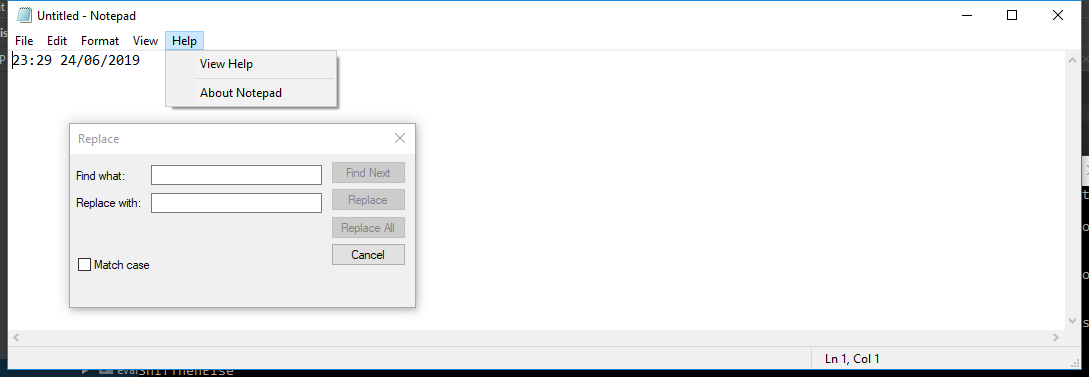 Untitled - Notepad
File Edit Format View Help
23:29 24/06/2019
View Help
About Notepad
Replace
Find what:
Find Next
Replace with:
Replace
Replace All
Cancel
Match case
Ln 1, Col 1